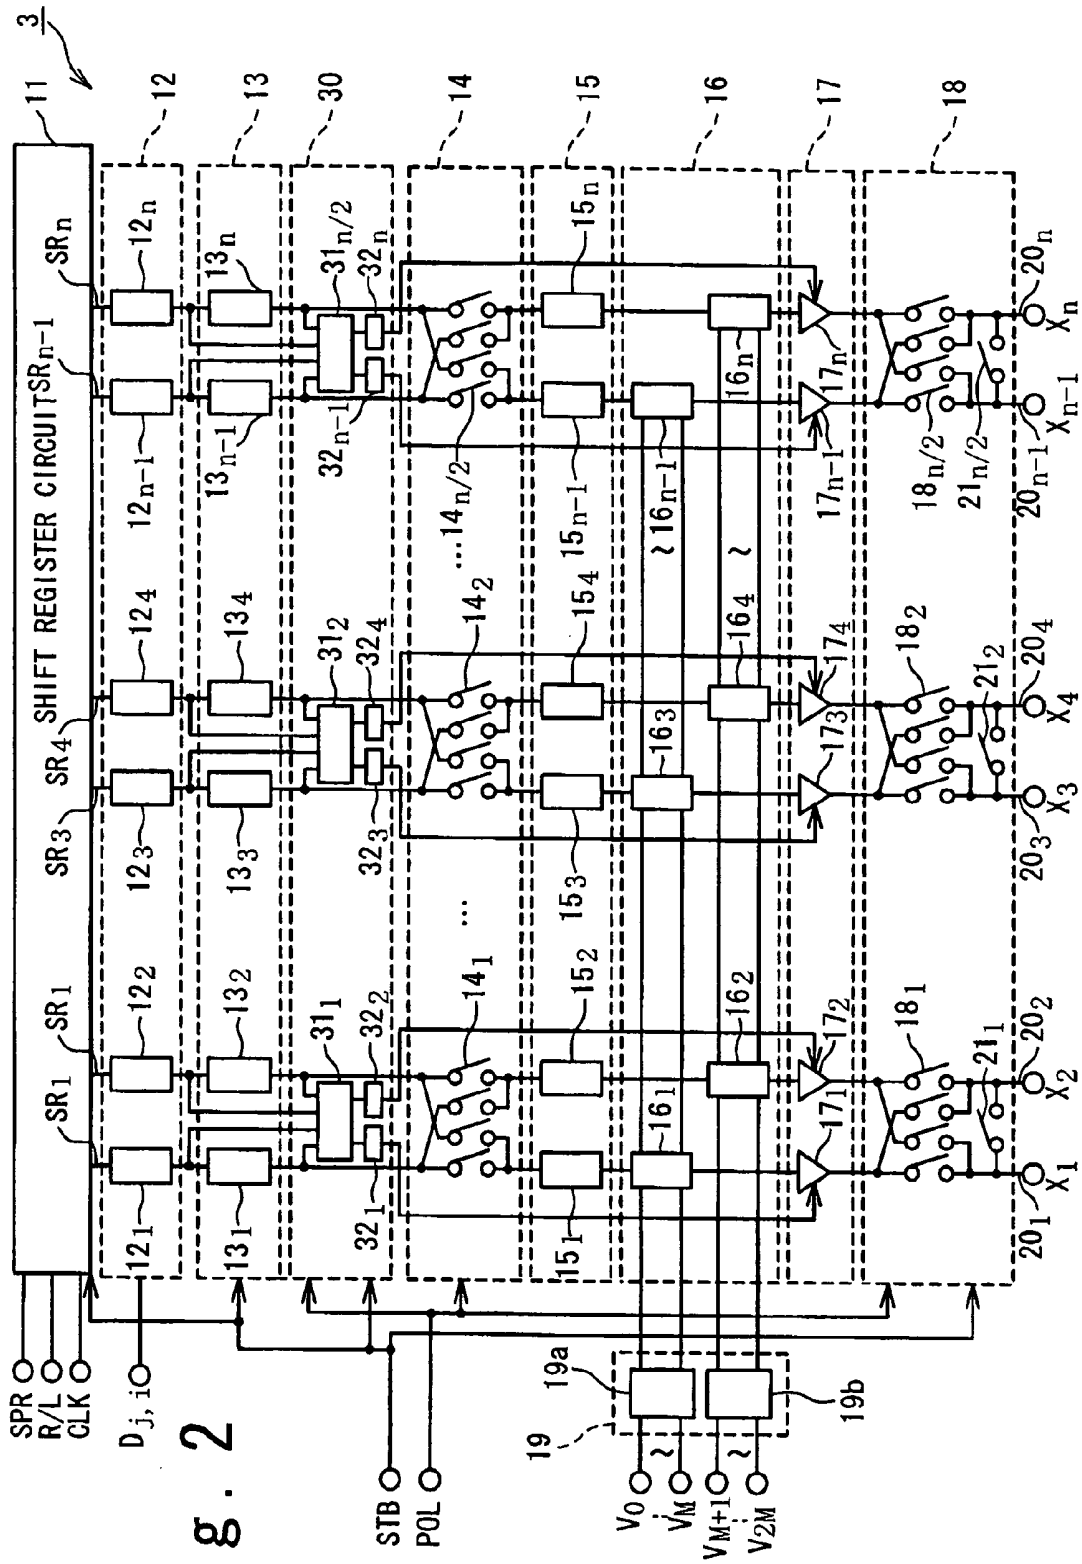 3
SPR
R/L
CLK
11
SHIFT REGISTER CIRCUIT
SR1 SR1 SR3 SR4 SRn-1 SRn
Dj,i
121 122 123 124 12n-1 12n 12
131 132 133 134 13n-1 13n 13
311 312 31n/2 30
321 322 323 324 32n-1 32n
g. 2
STB
POL
141 ... 142 ... 14n/2 14
151 152 153 154 15n-1 15n 15
19 19a
161 163 16n-1 16
V0
VM
162 164 16n
VM+1
V2M
19b
171 172 173 174 17n-1 17n 17
181 182 18n/2 18
211 212 21n/2
201 202 203 204 20n-1 20n
X1 X2 X3 X4 Xn-1 Xn